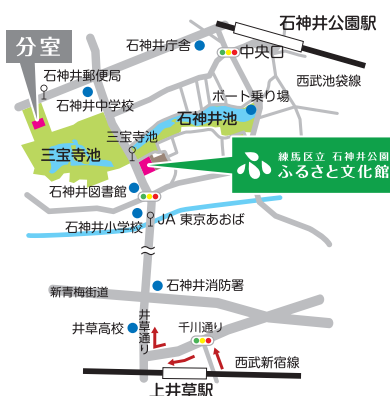 石神井公園駅
石神井庁舎
中央口
分室
石神井郵便局
西武池袋線
石神井中学校
ボート乗り場
石神井池
三宝寺池
三宝寺池
練馬区立 石神井公園
ふるさと文化館
石神井図書館
石神井小学校
JA 東京あおば
石神井消防署
新青梅街道
井草通り
井草高校
千川通り
西武新宿線
上井草駅